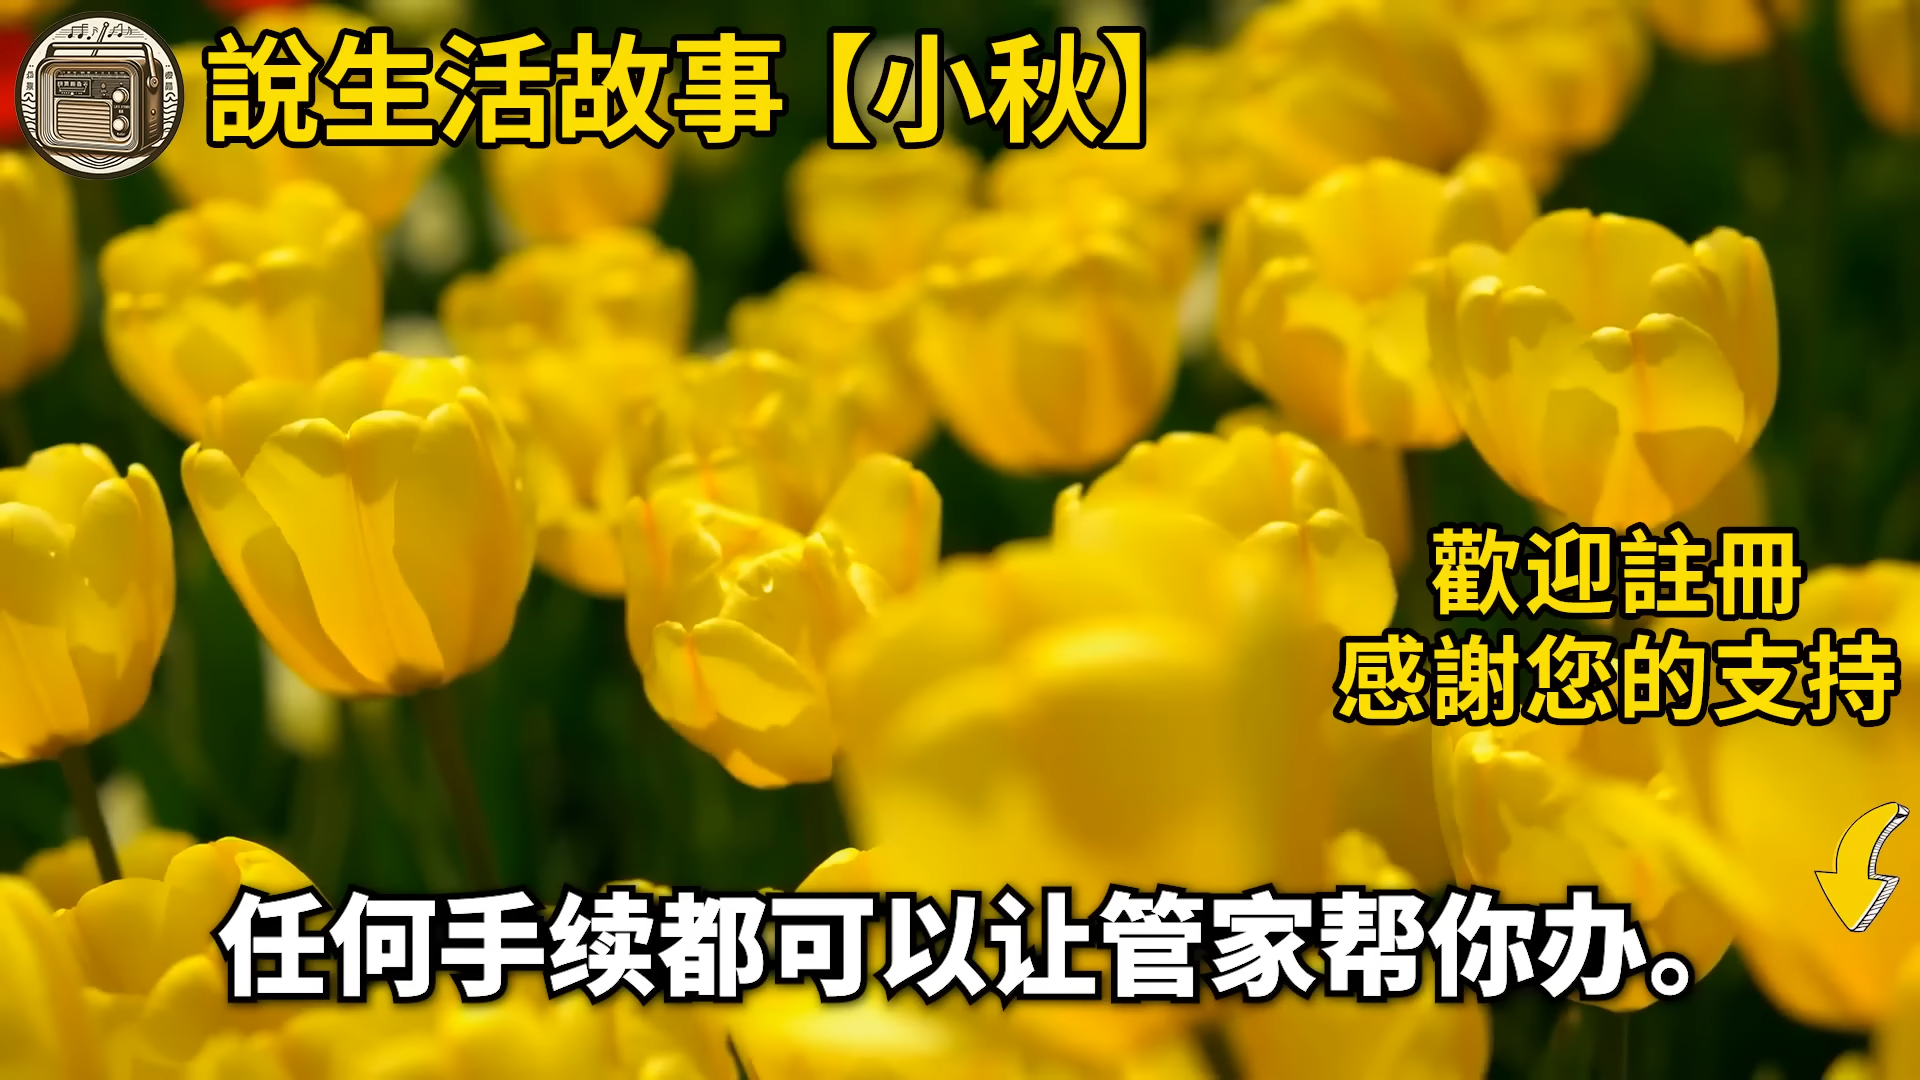 說生活故事【小秋】
歡迎註冊
感謝您的支持
任何手续都可以让管家帮你办。